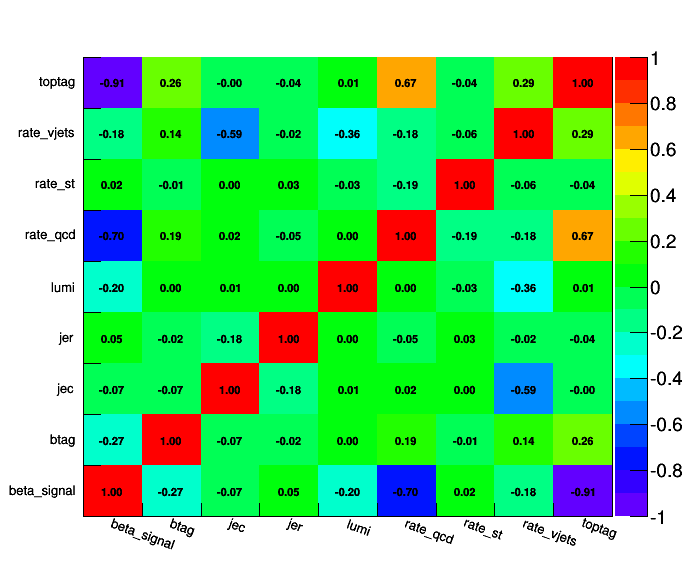 toptag -0.91 0.26 -0.00 -0.04 0.01 0.67 -0.04 0.29 1.00
rate_vjets -0.18 0.14 -0.59 -0.02 -0.36 -0.18 -0.06 1.00 0.29
rate_st 0.02 -0.01 0.00 0.03 -0.03 -0.19 1.00 -0.06 -0.04
rate_qcd -0.70 0.19 0.02 -0.05 0.00 1.00 -0.19 -0.18 0.67
lumi -0.20 0.00 0.01 0.00 1.00 0.00 -0.03 -0.36 0.01
jer 0.05 -0.02 -0.18 1.00 0.00 -0.05 0.03 -0.02 -0.04
jec -0.07 -0.07 1.00 -0.18 0.01 0.02 0.00 -0.59 -0.00
btag -0.27 1.00 -0.07 -0.02 0.00 0.19 -0.01 0.14 0.26
beta_signal 1.00 -0.27 -0.07 0.05 -0.20 -0.70 0.02 -0.18 -0.91
beta_signal btag jec jer lumi rate_qcd rate_st rate_vjets toptag
1
0.8
0.6
0.4
0.2
0
-0.2
-0.4
-0.6
-0.8
-1